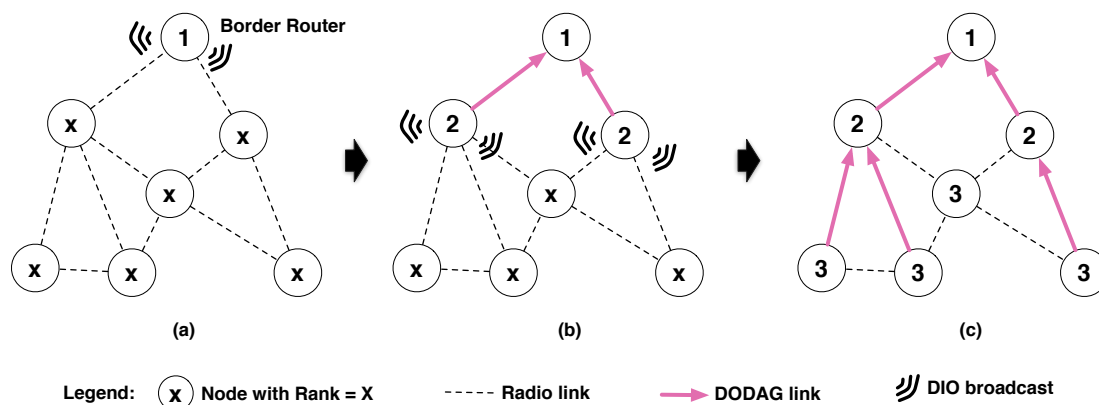 1 Border Router
x
x
x
x
x
x
(a)
1
2
2
x
x
x
x
(b)
1
2
2
3
3
3
3
(c)
Legend: x Node with Rank = X Radio link DODAG link DIO broadcast